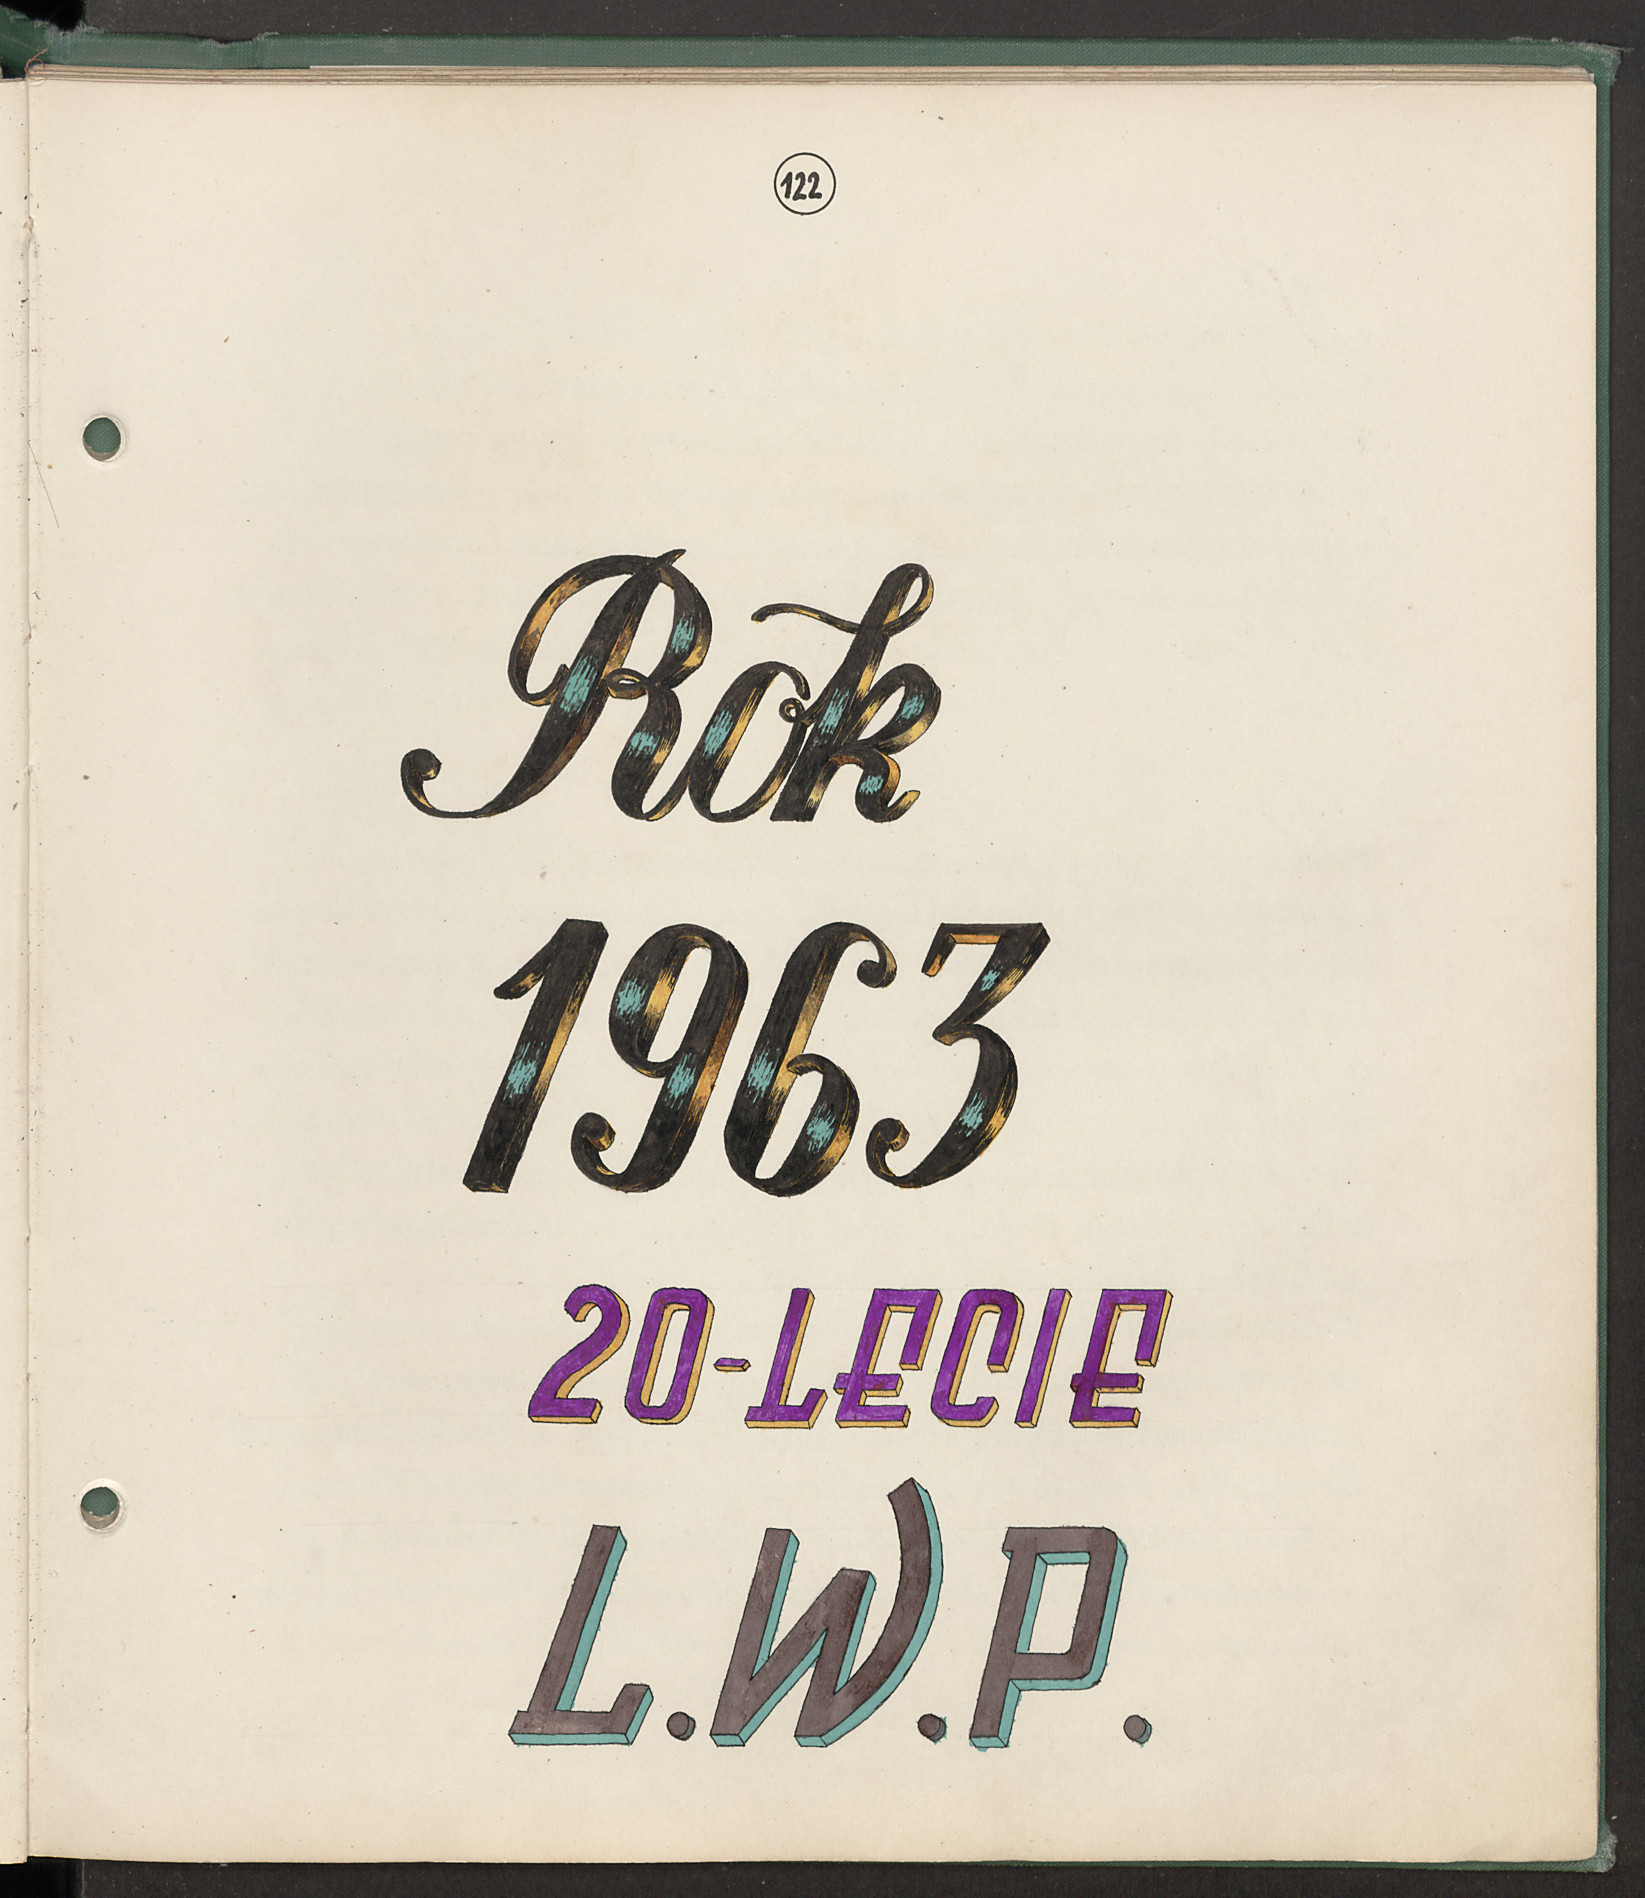 122
Rok
1963
20-LECIE
L.W.P.